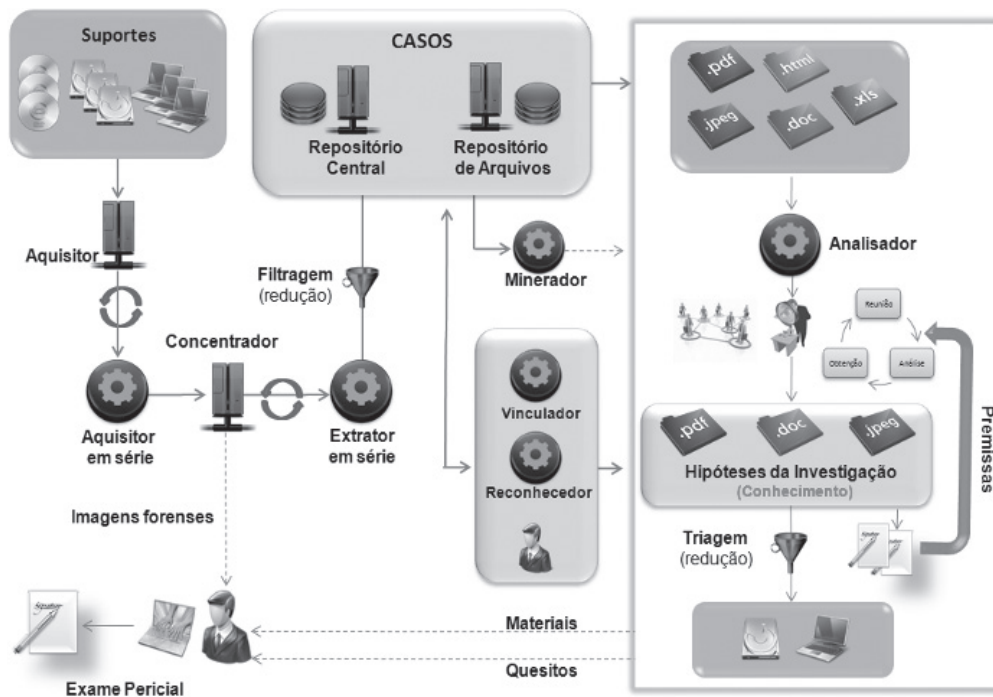 Suportes
CASOS
Repositório
Central
Repositório
de Arquivos
.pdf
.html
.xls
.jpeg
.doc
Aquisitor
Filtragem
(redução)
Minerador
Analisador
Reunião
Obtenção
Análise
Concentrador
Aquisitor
em série
Extrator
em série
Vinculador
Reconhecedor
.pdf
.doc
.jpeg
Hipóteses da Investigação
(Conhecimento)
Premissas
Imagens forenses
Triagem
(redução)
Materiais
Quesitos
Exame Pericial